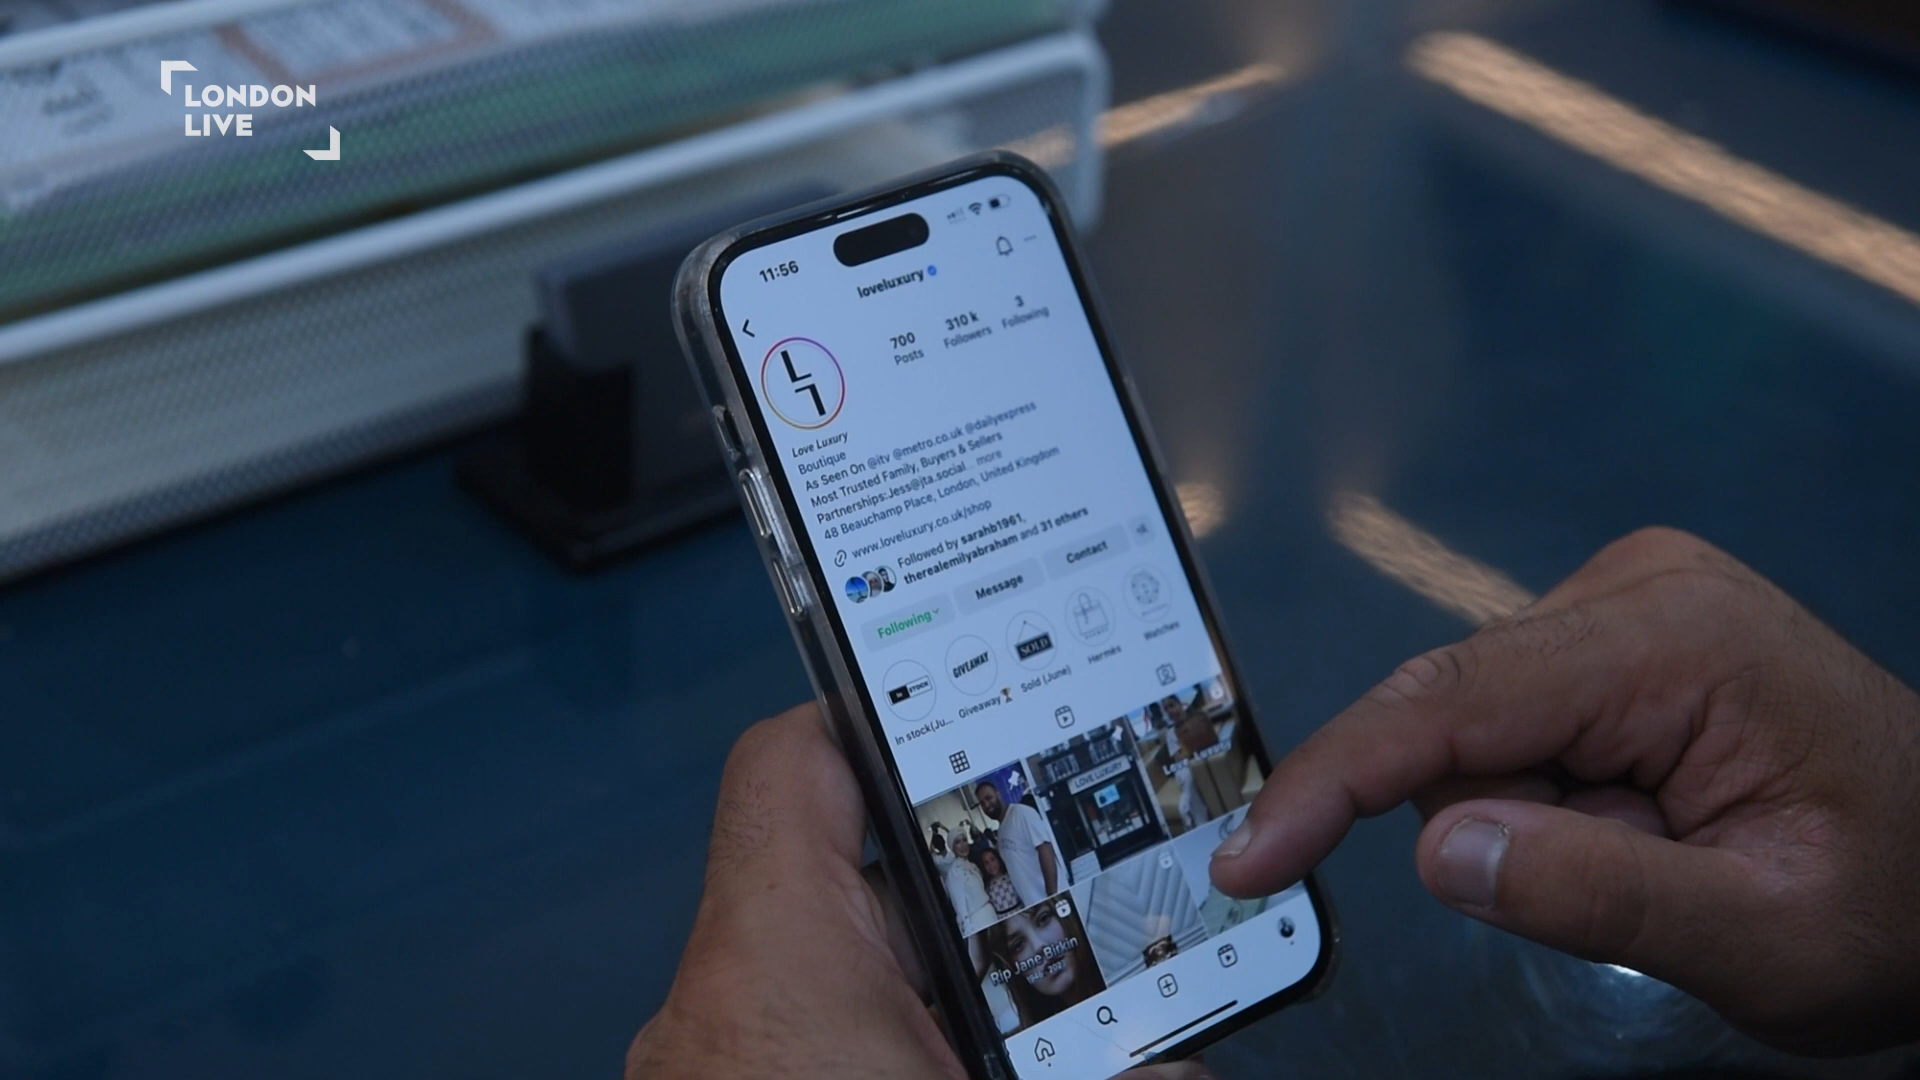 LONDON
LIVE
11:56
loveluxury
700
Posts
310 k
Followers
3
Following
Love Luxury
Boutique
As Seen On @itv @metro.co.uk @dailyexpress
Most Trusted Family, Buyers & Sellers
Partnerships:Jess@jta.social... more
48 Beauchamp Place, London, United Kingdom
www.loveluxury.co.uk/shop
Followed by sarahb1961,
therealemilyabraham and 31 others
Following
Message
Contact
IN STOCK
GIVEAWAY
SOLD
In stock(Ju...
Giveaway
Sold (June)
Hermès
Watches
LOVE LUXURY
Rip Jane Birkin